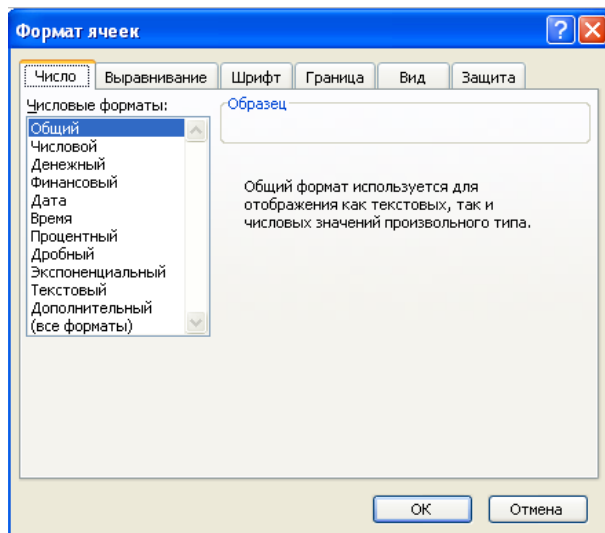 Формат ячеек
Число Выравнивание Шрифт Граница Вид Защита
Числовые форматы:
Общий
Числовой
Денежный
Финансовый
Дата
Время
Процентный
Дробный
Экспоненциальный
Текстовый
Дополнительный
(все форматы)
Образец
Общий формат используется для
отображения как текстовых, так и
числовых значений произвольного типа.
ОК Отмена